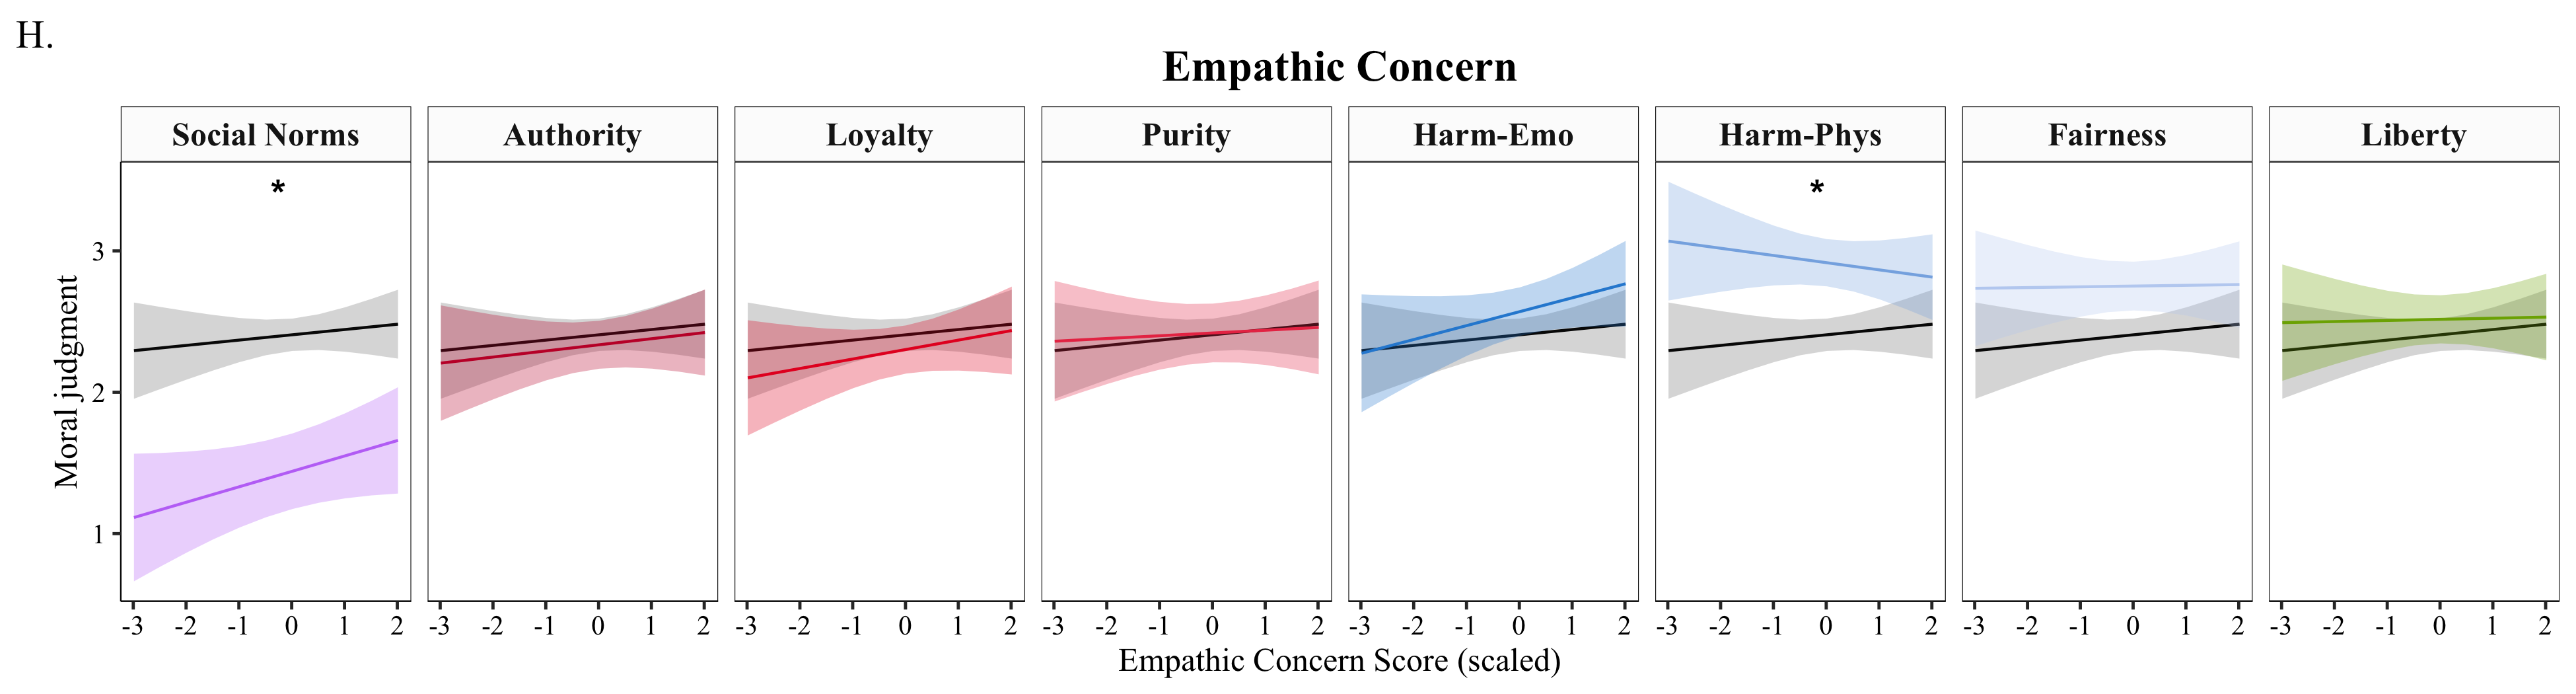 H.
Empathic Concern
Social Norms Authority Loyalty Purity Harm-Emo Harm-Phys Fairness Liberty
* *
3
2
1
Moral judgment
-3 -2 -1 0 1 2 -3 -2 -1 0 1 2 -3 -2 -1 0 1 2 -3 -2 -1 0 1 2 -3 -2 -1 0 1 2 -3 -2 -1 0 1 2 -3 -2 -1 0 1 2 -3 -2 -1 0 1 2
Empathic Concern Score (scaled)